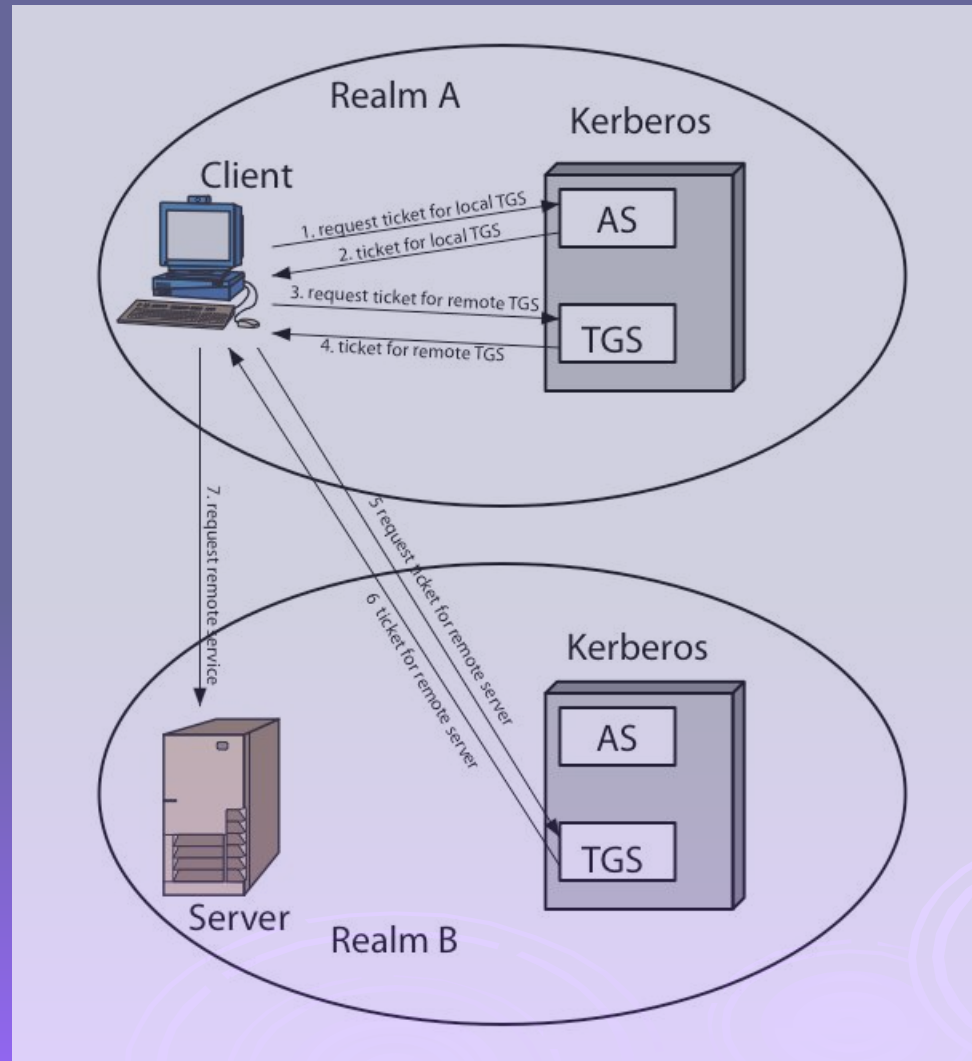 Realm A
Kerberos
Client
AS
1. request ticket for local TGS
2. ticket for local TGS
3. request ticket for remote TGS
TGS
4. ticket for remote TGS
7. request remote service
5 request ticket for remote server
6 ticket for remote server
Kerberos
AS
TGS
Server
Realm B